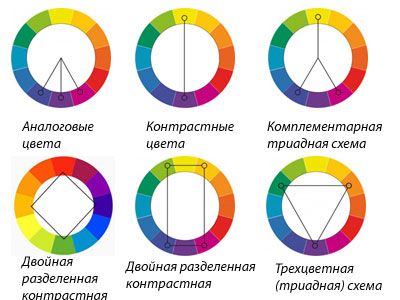 Аналоговые
цвета
Контрастные
цвета
Комплементарная
триадная схема
Двойная
разделенная
контрастная
Двойная разделенная
контрастная
Трехцветная
(триадная) схема